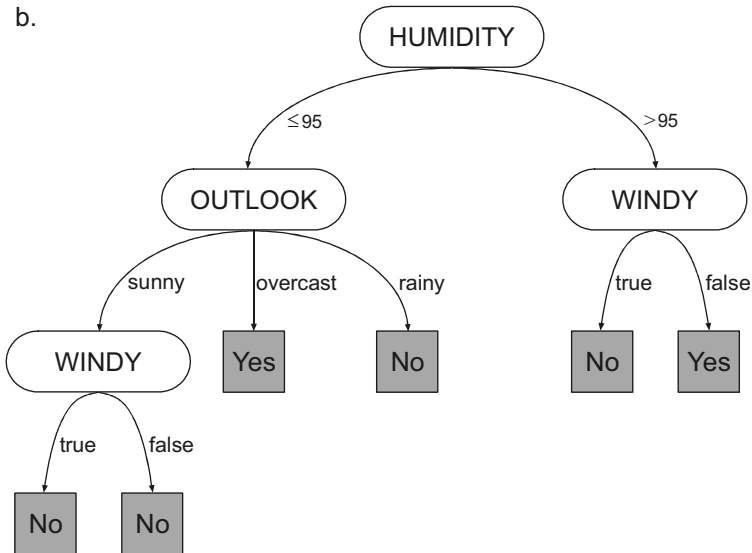 b.
HUMIDITY
≤95
>95
OUTLOOK
WINDY
sunny
overcast
rainy
true
false
WINDY
Yes
No
No
Yes
true
false
No
No